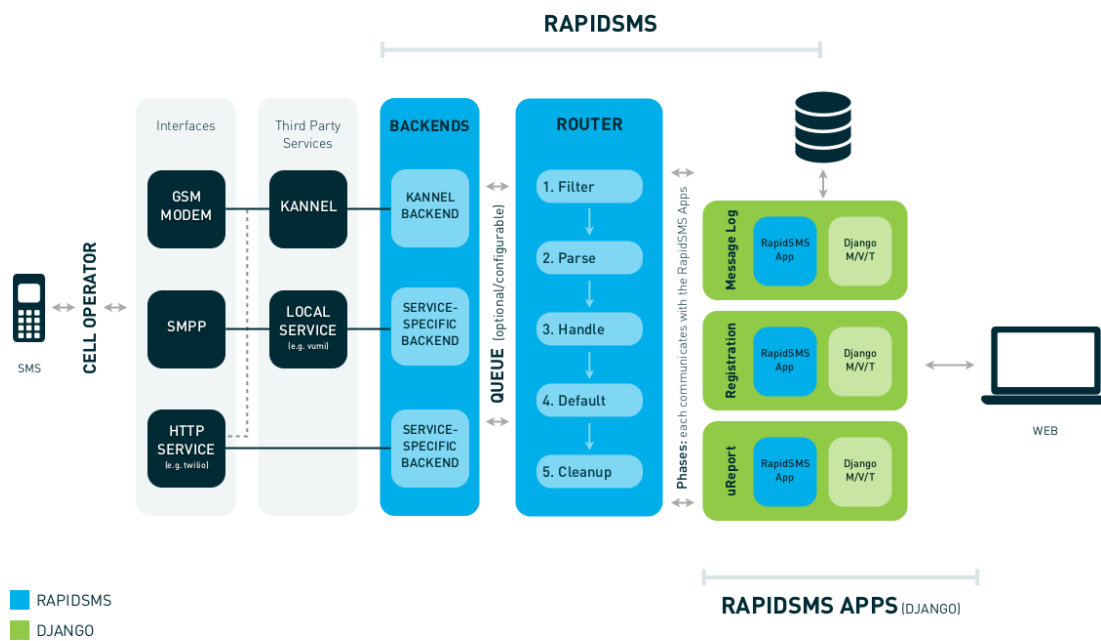 RAPIDSMS
Interfaces
Third Party
Services
BACKENDS
ROUTER
GSM
MODEM
KANNEL
KANNEL
BACKEND
1. Filter
2. Parse
3. Handle
4. Default
5. Cleanup
SMS
CELL OPERATOR
SMPP
LOCAL
SERVICE
(e.g. vumi)
SERVICE-
SPECIFIC
BACKEND
HTTP
SERVICE
(e.g. twilio)
SERVICE-
SPECIFIC
BACKEND
QUEUE (optional/configurable)
Phases: each communicates with the RapidSMS Apps
Message Log
RapidSMS
App
Django
M/V/T
Registration
RapidSMS
App
Django
M/V/T
uReport
RapidSMS
App
Django
M/V/T
WEB
RAPIDSMS APPS (DJANGO)
RAPIDSMS
DJANGO